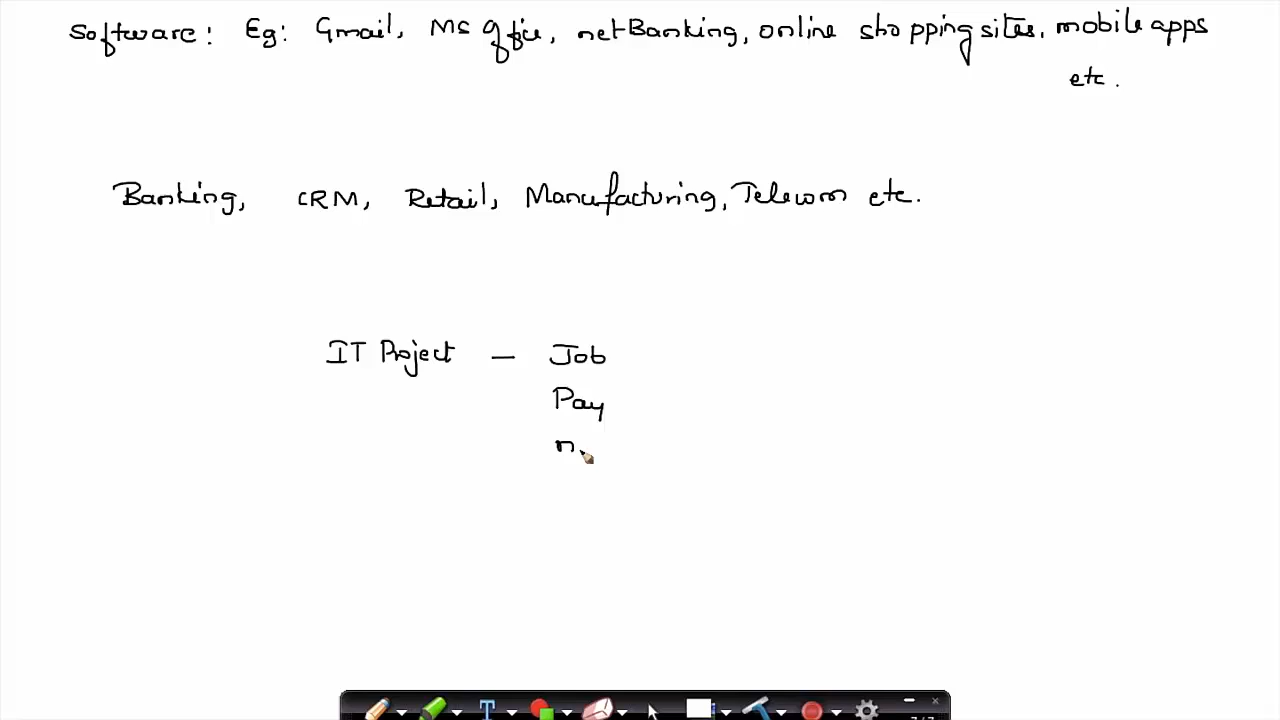 Software: Eg: Gmail, MS Office, netBanking, online shopping sites, mobile apps
etc.
Banking, CRM, Retail, Manufacturing, Telecom etc.
IT Project – Job
Pay
n